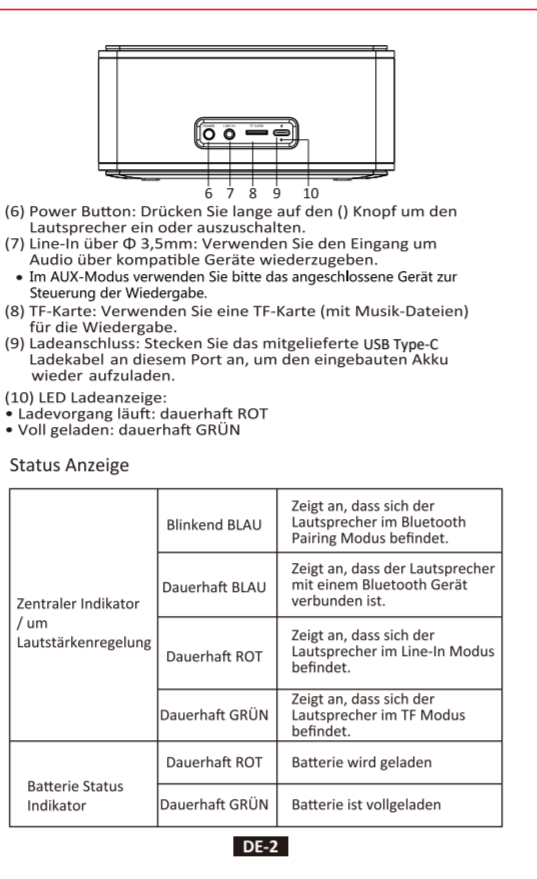 POWER LINE IN TF CARD
6 7 8 9 10
(6) Power Button: Drücken Sie lange auf den () Knopf um den
Lautsprecher ein oder auszuschalten.
(7) Line-In über Φ 3,5mm: Verwenden Sie den Eingang um
Audio über kompatible Geräte wiederzugeben.
• Im AUX-Modus verwenden Sie bitte das angeschlossene Gerät zur
Steuerung der Wiedergabe.
(8) TF-Karte: Verwenden Sie eine TF-Karte (mit Musik-Dateien)
für die Wiedergabe.
(9) Ladeanschluss: Stecken Sie das mitgelieferte USB Type-C
Ladekabel an diesem Port an, um den eingebauten Akku
wieder aufzuladen.
(10) LED Ladeanzeige:
• Ladevorgang läuft: dauerhaft ROT
• Voll geladen: dauerhaft GRÜN
Status Anzeige
Zentraler Indikator
/ um
Lautstärkenregelung
Blinkend BLAU
Zeigt an, dass sich der
Lautsprecher im Bluetooth
Pairing Modus befindet.
Dauerhaft BLAU
Zeigt an, dass der Lautsprecher
mit einem Bluetooth Gerät
verbunden ist.
Dauerhaft ROT
Zeigt an, dass sich der
Lautsprecher im Line-In Modus
befindet.
Dauerhaft GRÜN
Zeigt an, dass sich der
Lautsprecher im TF Modus
befindet.
Batterie Status
Indikator
Dauerhaft ROT
Batterie wird geladen
Dauerhaft GRÜN
Batterie ist vollgeladen
DE-2